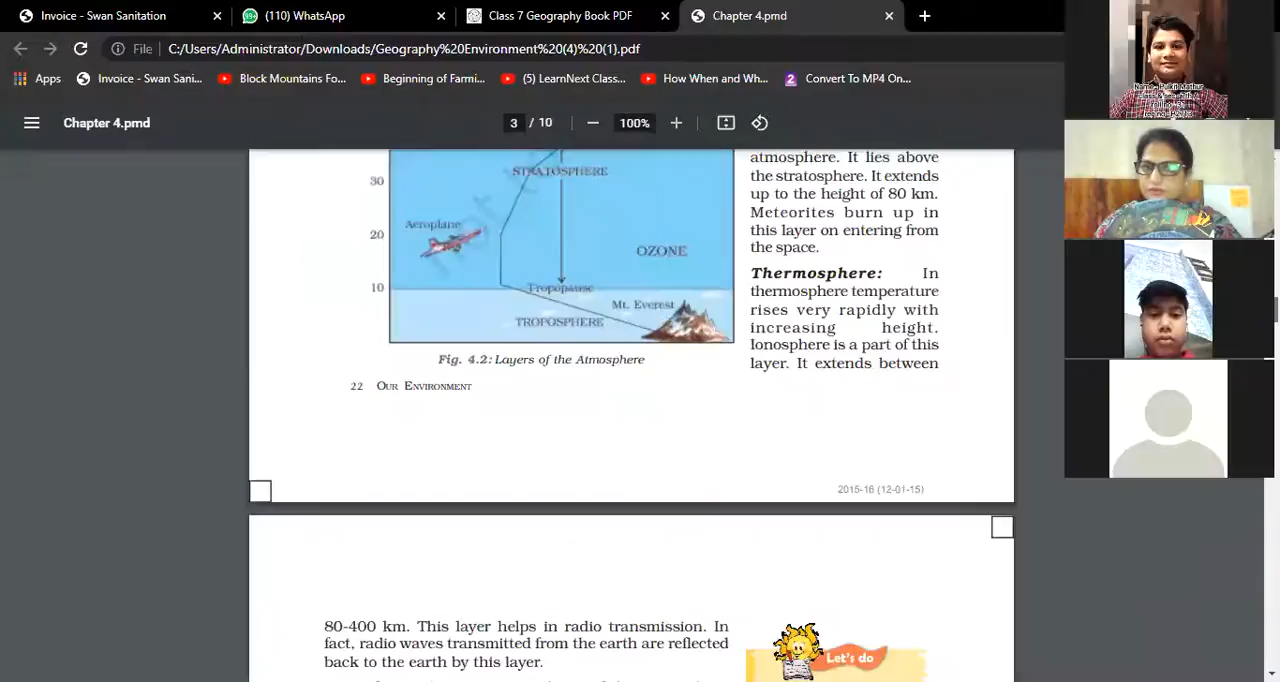 Invoice - Swan Sanitation
(110) WhatsApp
Class 7 Geography Book PDF
Chapter 4.pmd
File
C:/Users/Administrator/Downloads/Geography%20Environment%20(4)%20(1).pdf
Apps
Invoice - Swan Sani...
Block Mountains Fo...
Beginning of Farmi...
(5) LearnNext Class...
How When and Wh...
Convert To MP4 On...
Chapter 4.pmd
3 / 10
100%
30
STRATOSPHERE
Aeroplane
20
OZONE
10
Tropopause
Mt. Everest
TROPOSPHERE
Fig. 4.2: Layers of the Atmosphere
22 OUR ENVIRONMENT
atmosphere. It lies above
the stratosphere. It extends
up to the height of 80 km.
Meteorites burn up in
this layer on entering from
the space.
Thermosphere: In
thermosphere temperature
rises very rapidly with
increasing height.
Ionosphere is a part of this
layer. It extends between
2015-16 (12-01-15)
80-400 km. This layer helps in radio transmission. In
fact, radio waves transmitted from the earth are reflected
back to the earth by this layer.
Let's do